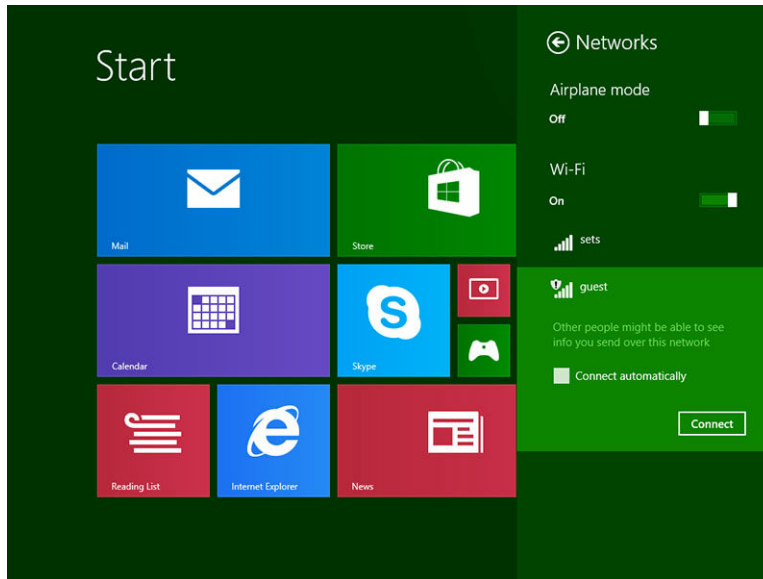 Start
Mail
Store
Calendar
Skype
Reading List
Internet Explorer
News
Networks
Airplane mode
Off
Wi-Fi
On
sets
guest
Other people might be able to see
info you send over this network
Connect automatically
Connect